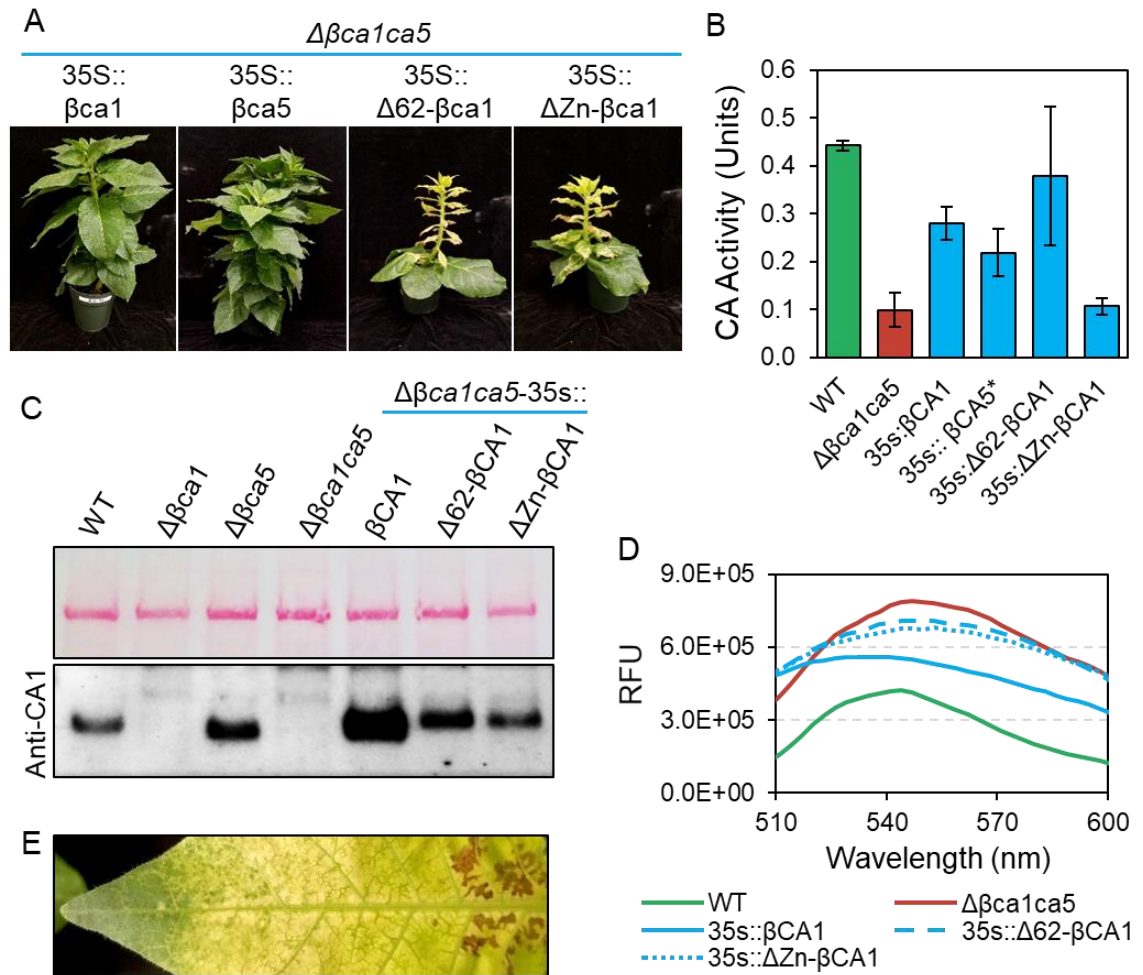 A
Δβca1ca5
35S:: 35S:: 35S:: 35S::
βca1 βca5 Δ62-βca1 ΔZn-βca1
B
CA Activity (Units)
0.6
0.5
0.4
0.3
0.2
0.1
0.0
WT
Δβca1ca5
35s:βCA1
35s:: βCA5*
35s:Δ62-βCA1
35s:ΔZn-βCA1
C
Δβca1ca5-35s::
WT
Δβca1
Δβca5
Δβca1ca5
βCA1
Δ62-βCA1
ΔZn-βCA1
Anti-CA1
D
RFU
9.0E+05
6.0E+05
3.0E+05
0.0E+00
510 540 570 600
Wavelength (nm)
WT Δβca1ca5
35s::βCA1 35s::Δ62-βCA1
35s::ΔZn-βCA1
E